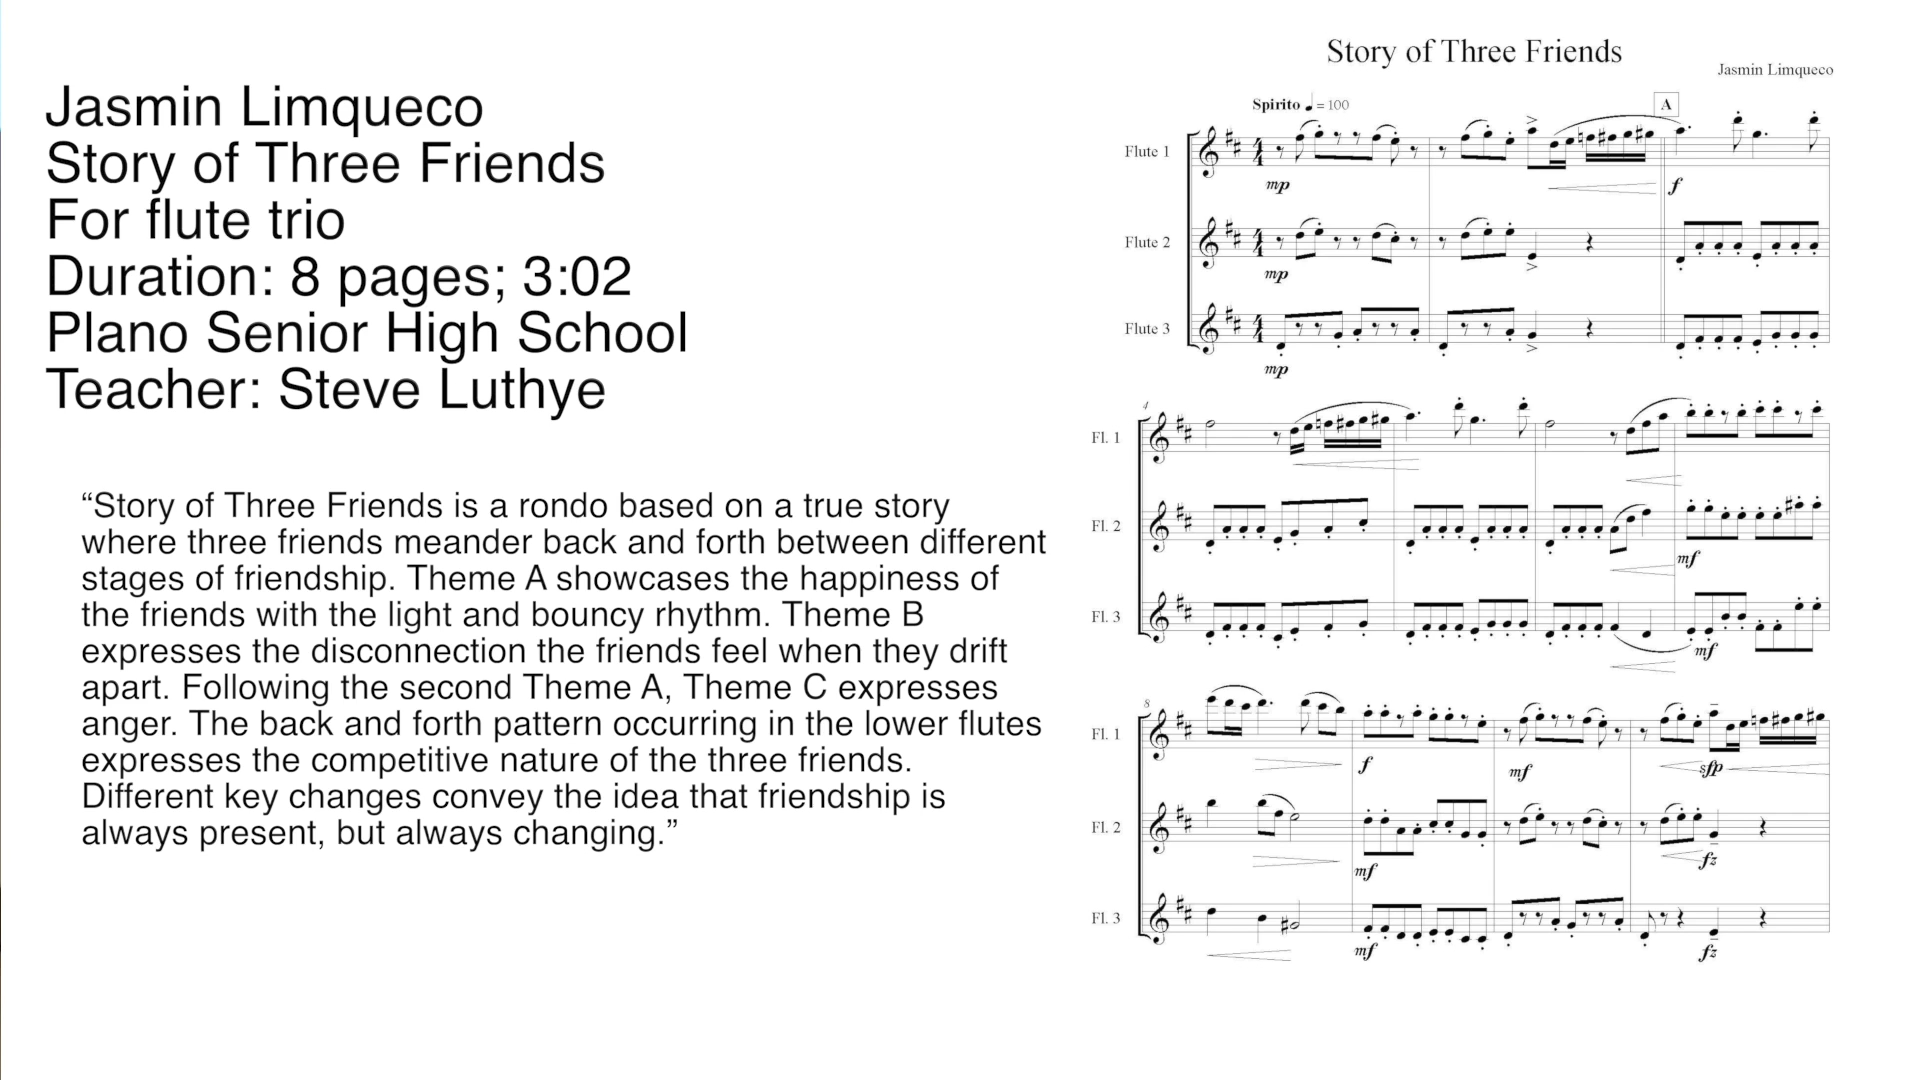 Jasmin Limqueco
Story of Three Friends
For flute trio
Duration: 8 pages; 3:02
Plano Senior High School
Teacher: Steve Luthye
“Story of Three Friends is a rondo based on a true story
where three friends meander back and forth between different
stages of friendship. Theme A showcases the happiness of
the friends with the light and bouncy rhythm. Theme B
expresses the disconnection the friends feel when they drift
apart. Following the second Theme A, Theme C expresses
anger. The back and forth pattern occurring in the lower flutes
expresses the competitive nature of the three friends.
Different key changes convey the idea that friendship is
always present, but always changing.”
Story of Three Friends
Jasmin Limqueco
Spirito ♩ = 100
A
Flute 1
mp
f
Flute 2
mp
Flute 3
mp
4
Fl. 1
Fl. 2
mf
Fl. 3
mf
8
Fl. 1
f
mf
sfp
Fl. 2
mf
fz
Fl. 3
mf
fz